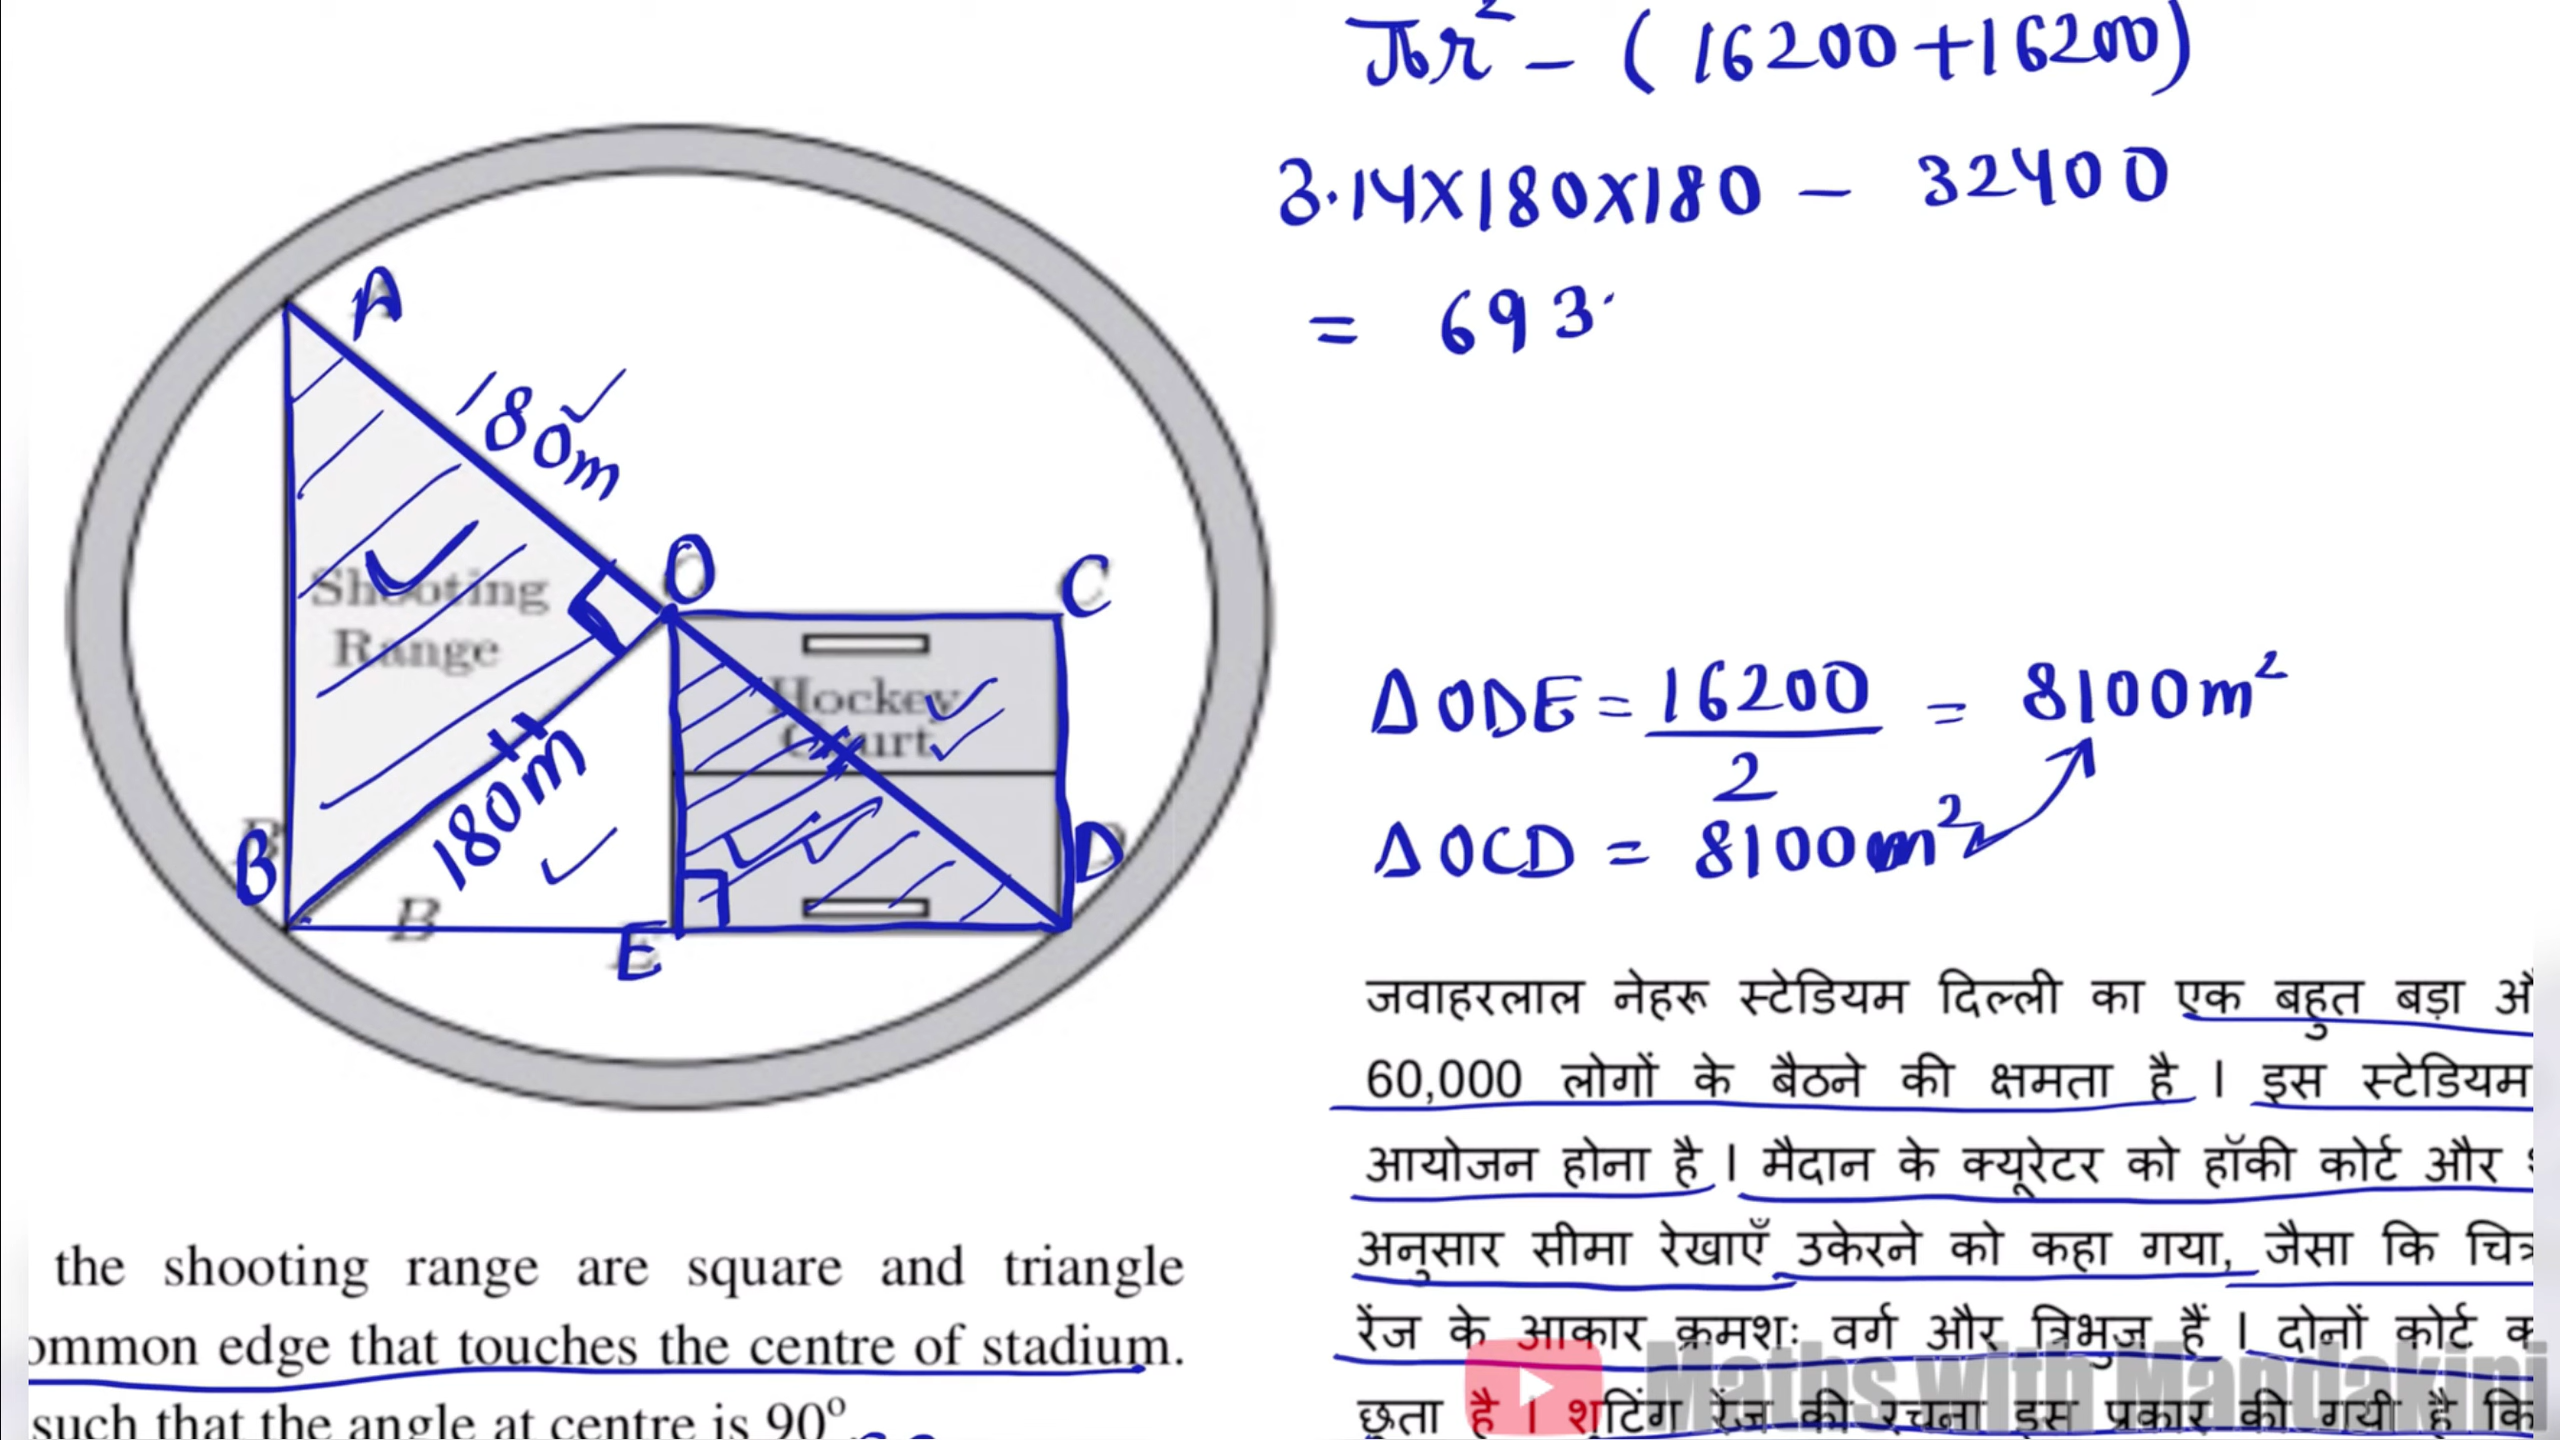 πr² – ( 16200 + 16200)
3.14X180X180 – 32400
= 693.
A
180m
O
C
Shooting
Range
Hockey
Court
180m
B
B
E
D
ΔODE = 16200 / 2 = 8100m²
ΔOCD = 8100m²
जवाहरलाल नेहरू स्टेडियम दिल्ली का एक बहुत बड़ा
60,000 लोगों के बैठने की क्षमता है । इस स्टेडियम
आयोजन होना है । मैदान के क्यूरेटर को हॉकी कोर्ट और
अनुसार सीमा रेखाएँ उकेरने को कहा गया, जैसा कि चित्र
रेंज के आकार क्रमशः वर्ग और त्रिभुज हैं । दोनों कोर्ट
छूता है । शूटिंग रेंज की रचना इस प्रकार की गयी है कि
the shooting range are square and triangle
ommon edge that touches the centre of stadium.
such that the angle at centre is 90°
Maths with Mandakini